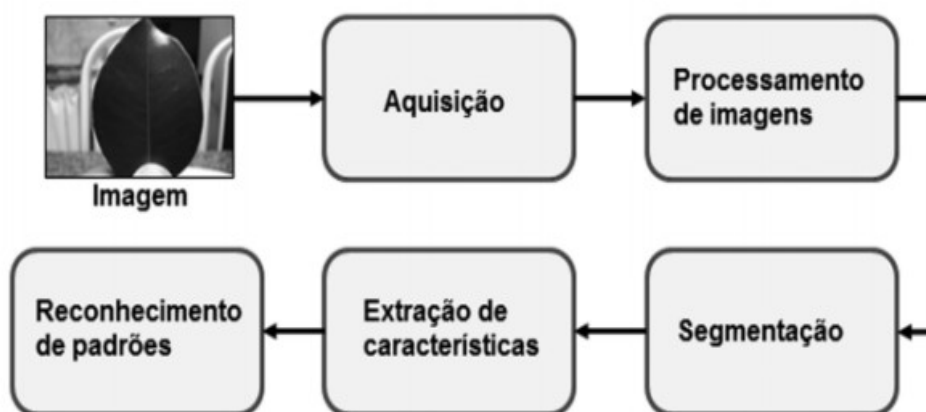 Imagem
Aquisição
Processamento
de imagens
Segmentação
Extração de
características
Reconhecimento
de padrões